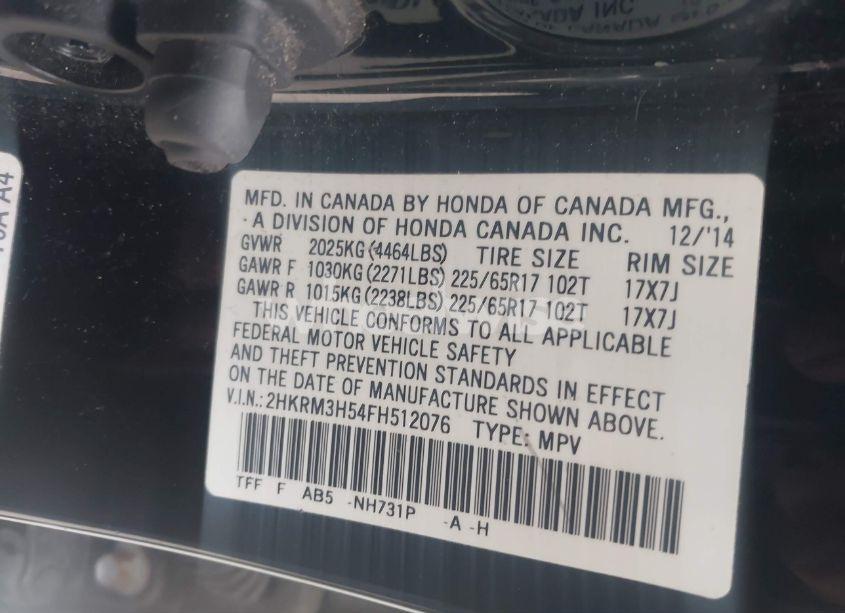 CANADA INC
MFD. IN CANADA BY HONDA OF CANADA MFG.,
A DIVISION OF HONDA CANADA INC. 12/'14
GVWR 2025KG(4464LBS) TIRE SIZE RIM SIZE
GAWR F 1030KG(2271LBS) 225/65R17 102T 17X7J
GAWR R 1015KG(2238LBS) 225/65R17 102T 17X7J
THIS VEHICLE CONFORMS TO ALL APPLICABLE
FEDERAL MOTOR VEHICLE SAFETY
AND THEFT PREVENTION STANDARDS IN EFFECT
ON THE DATE OF MANUFACTURE SHOWN ABOVE.
V.I.N.: 2HKRM3H54FH512076 TYPE: MPV
TFF F AB5 -NH731P -A -H
A4